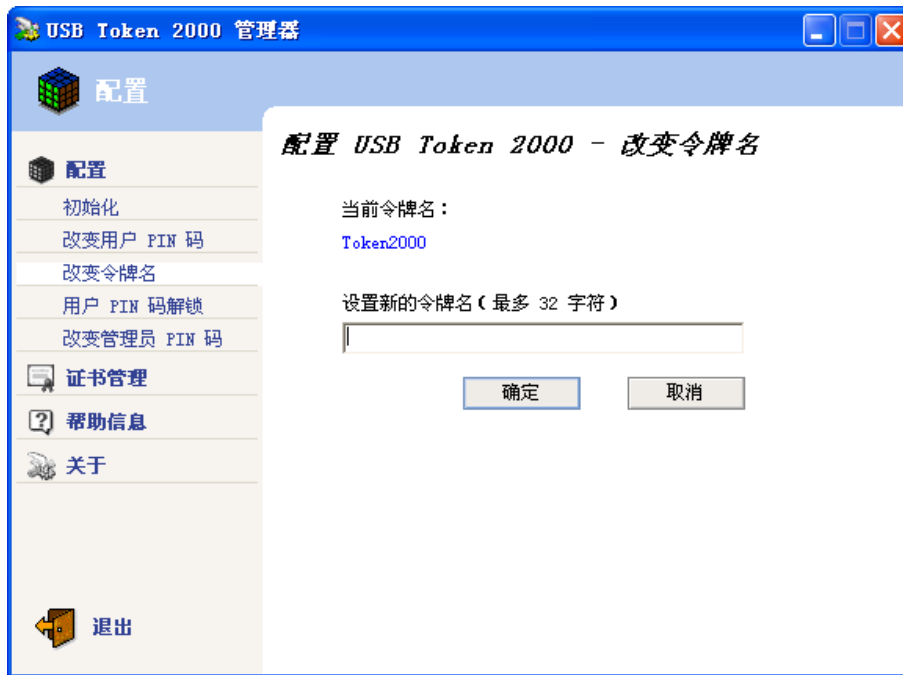 USB Token 2000 管理器
配置
配置
初始化
改变用户 PIN 码
改变令牌名
用户 PIN 码解锁
改变管理员 PIN 码
证书管理
帮助信息
关于
退出
配置 USB Token 2000 - 改变令牌名
当前令牌名：
Token2000
设置新的令牌名(最多 32 字符)
确定 取消